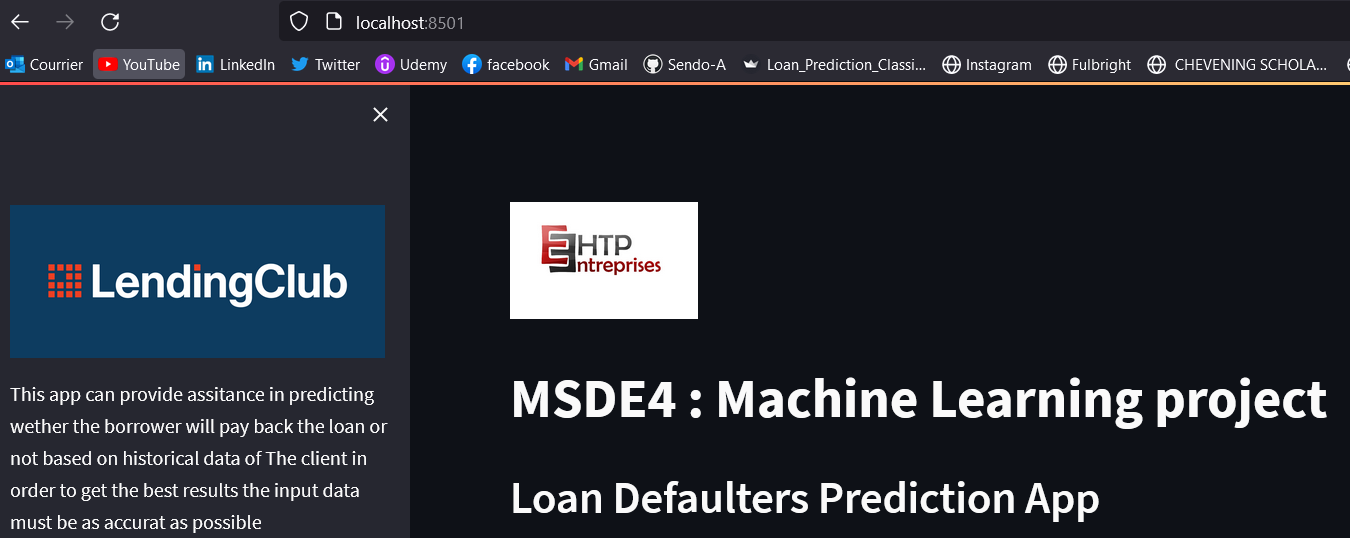 localhost:8501
Courrier YouTube LinkedIn Twitter Udemy facebook Gmail Sendo-A Loan_Prediction_Classi... Instagram Fulbright CHEVENING SCHOLA...
LendingClub
This app can provide assitance in predicting
wether the borrower will pay back the loan or
not based on historical data of The client in
order to get the best results the input data
must be as accurat as possible
EHTP
Entreprises
MSDE4 : Machine Learning project
Loan Defaulters Prediction App